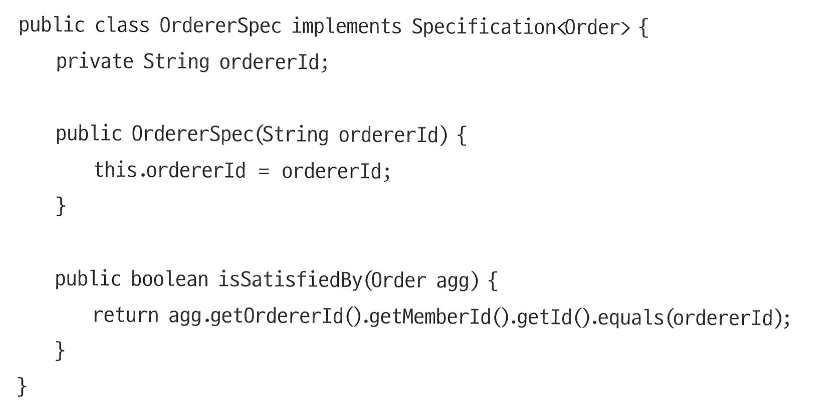 public class OrdererSpec implements Specification<Order> {
private String ordererId;
public OrdererSpec(String ordererId) {
this.ordererId = ordererId;
}
public boolean isSatisfiedBy(Order agg) {
return agg.getOrdererId().getMemberId().getId().equals(ordererId);
}
}